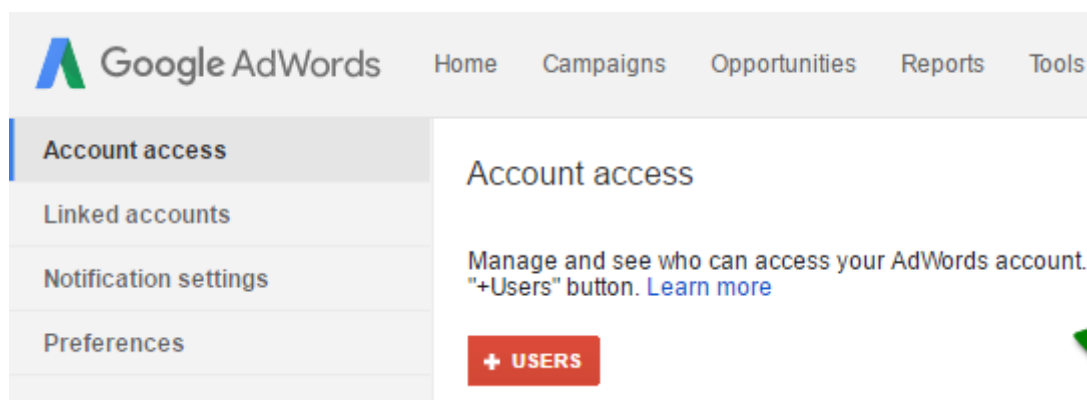 Google AdWords Home Campaigns Opportunities Reports Tools
Account access
Linked accounts
Notification settings
Preferences
Account access
Manage and see who can access your AdWords account.
"+Users" button. Learn more
+ USERS